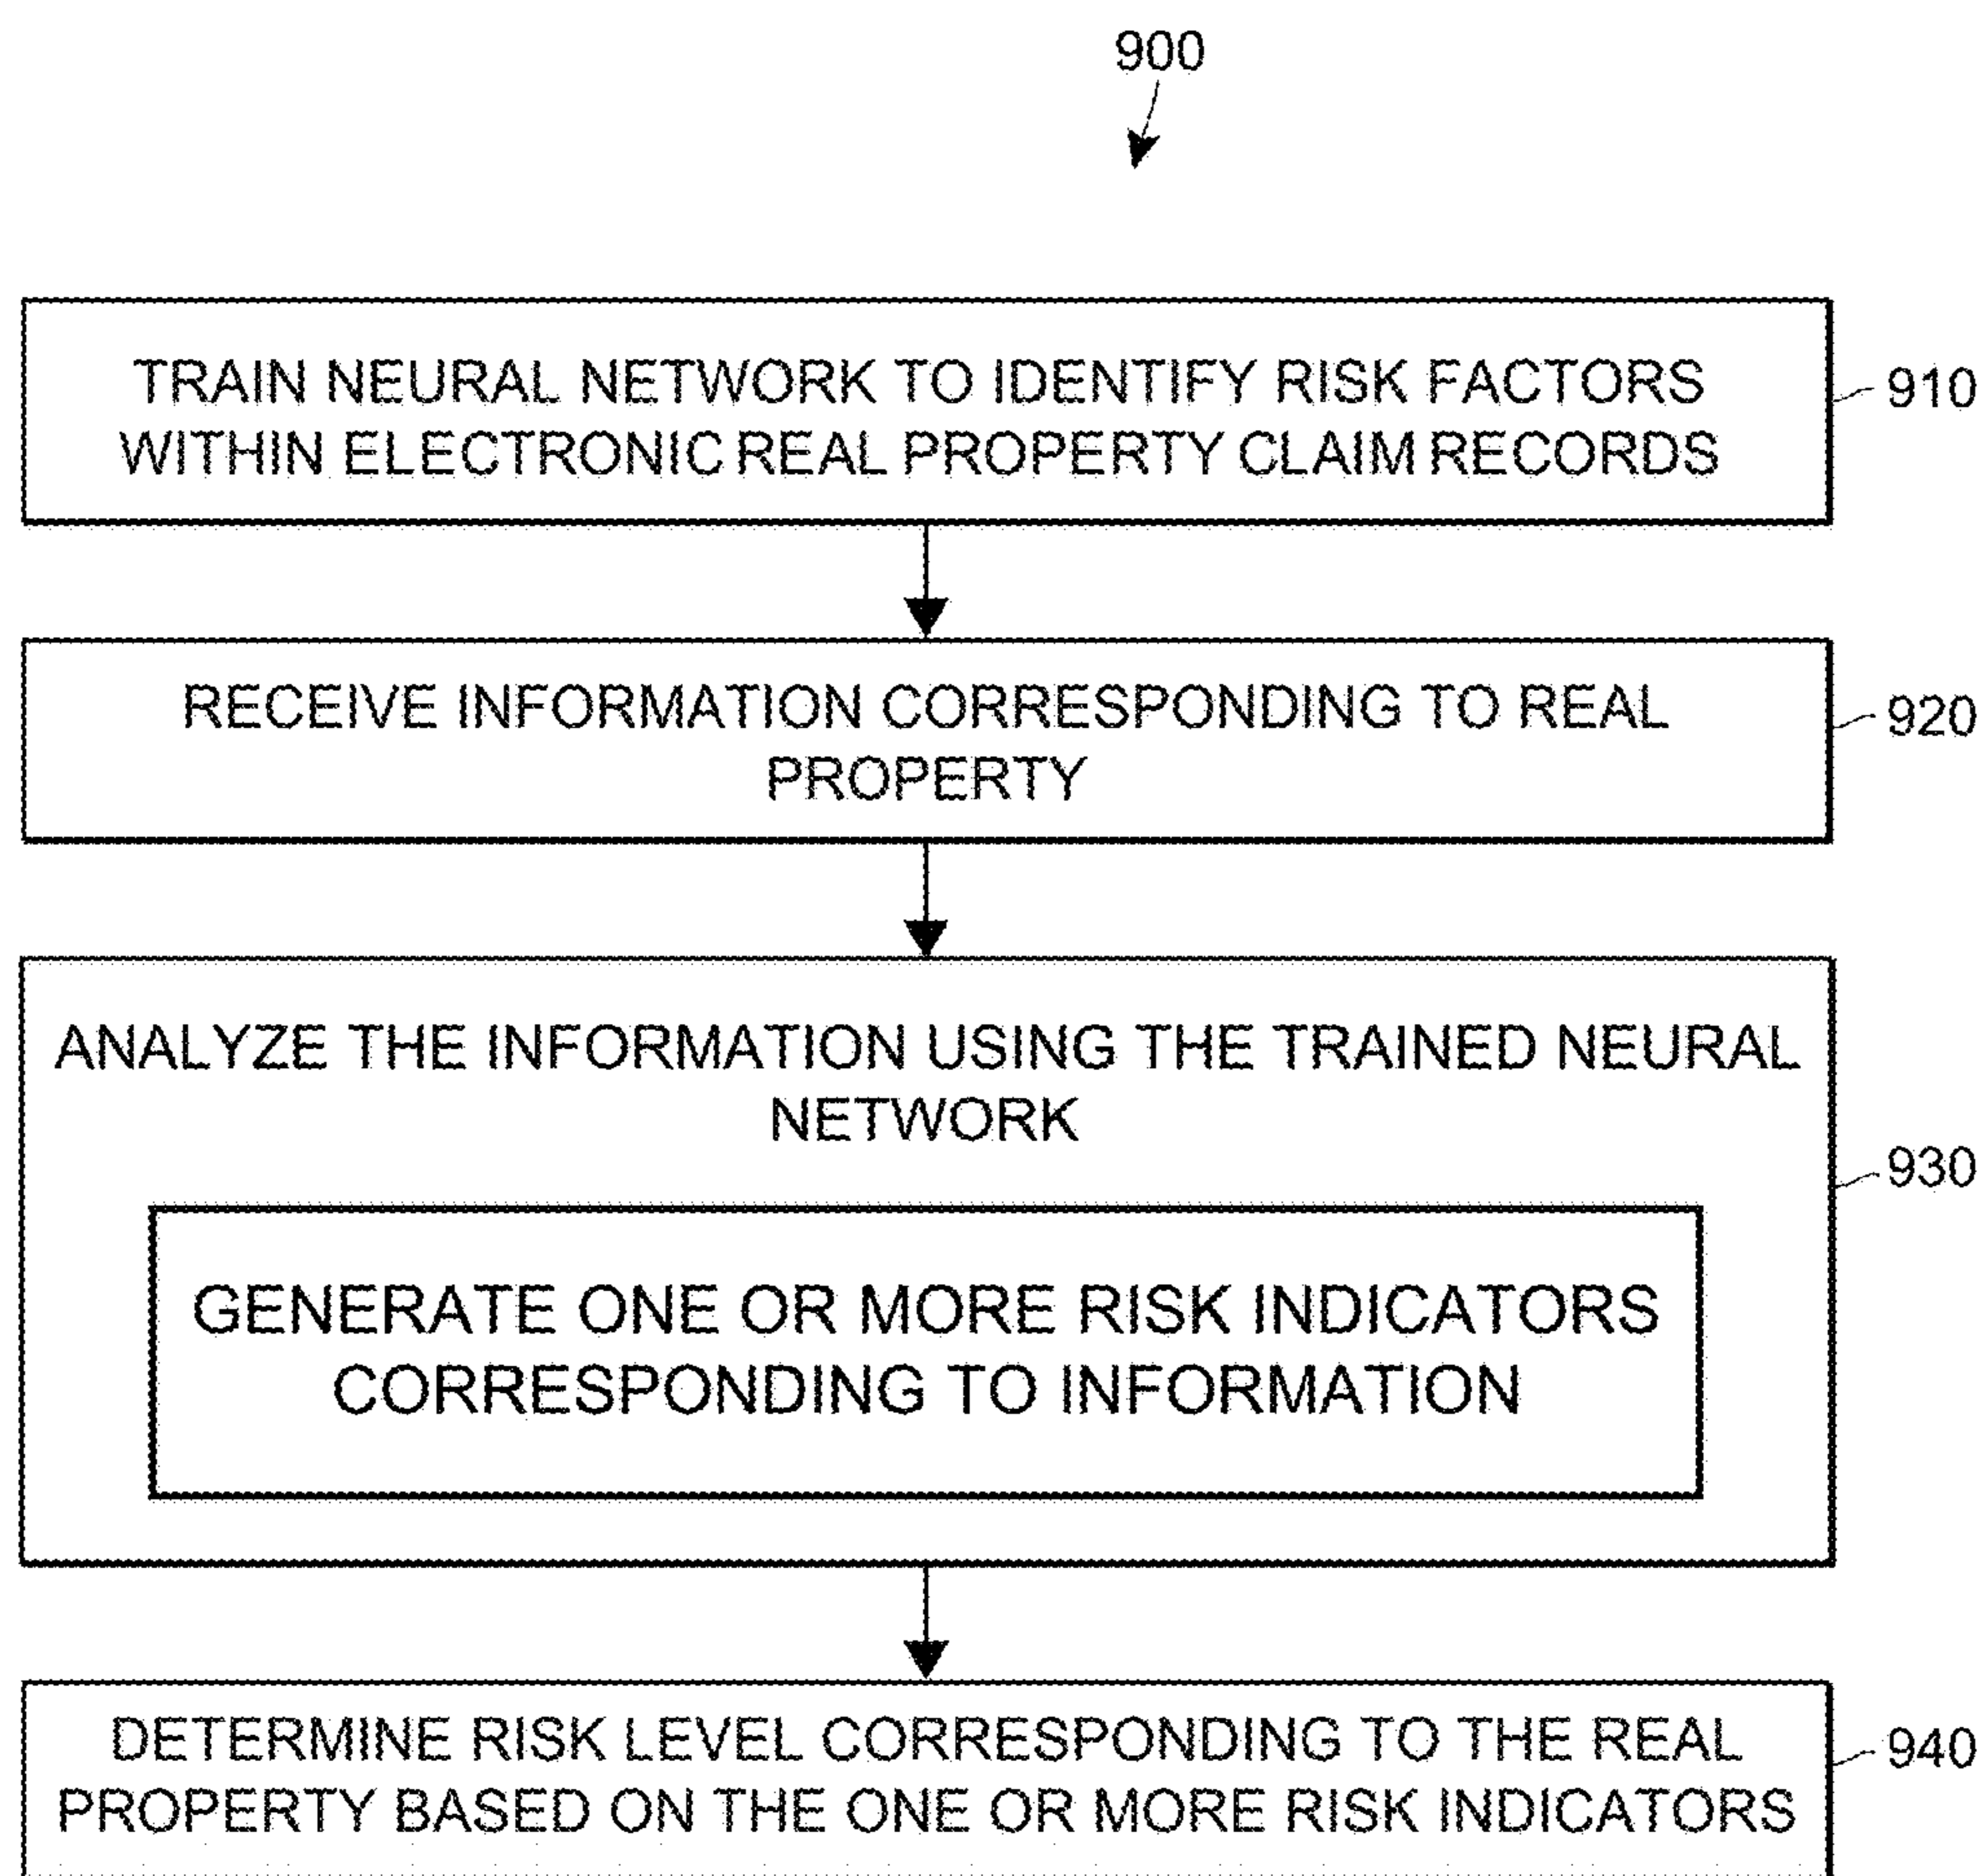 900
TRAIN NEURAL NETWORK TO IDENTIFY RISK FACTORS
WITHIN ELECTRONIC REAL PROPERTY CLAIM RECORDS
910
RECEIVE INFORMATION CORRESPONDING TO REAL
PROPERTY
920
ANALYZE THE INFORMATION USING THE TRAINED NEURAL
NETWORK
930
GENERATE ONE OR MORE RISK INDICATORS
CORRESPONDING TO INFORMATION
DETERMINE RISK LEVEL CORRESPONDING TO THE REAL
PROPERTY BASED ON THE ONE OR MORE RISK INDICATORS
940